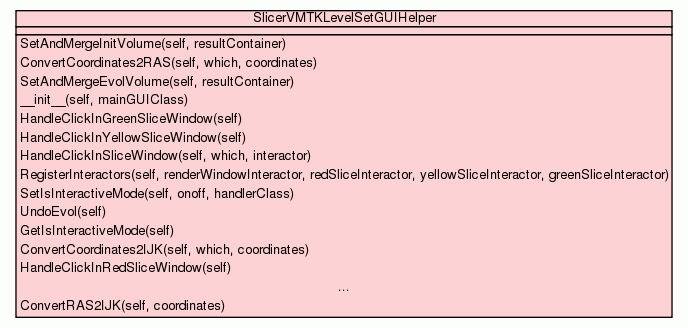 SlicerVMTKLevelSetGUIHelper
SetAndMergeInitVolume(self, resultContainer)
ConvertCoordinates2RAS(self, which, coordinates)
SetAndMergeEvolVolume(self, resultContainer)
__init__(self, mainGUIClass)
HandleClickInGreenSliceWindow(self)
HandleClickInYellowSliceWindow(self)
HandleClickInSliceWindow(self, which, interactor)
RegisterInteractors(self, renderWindowInteractor, redSliceInteractor, yellowSliceInteractor, greenSliceInteractor)
SetIsInteractiveMode(self, onoff, handlerClass)
UndoEvol(self)
GetIsInteractiveMode(self)
ConvertCoordinates2IJK(self, which, coordinates)
HandleClickInRedSliceWindow(self)
...
ConvertRAS2IJK(self, coordinates)